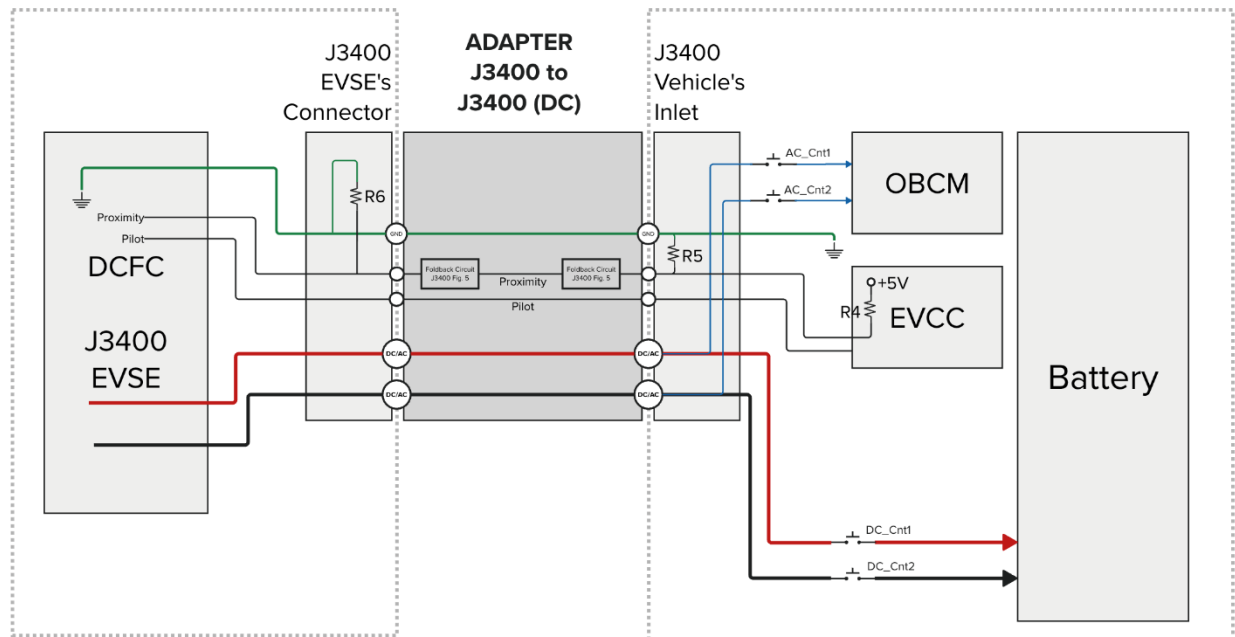 J3400
EVSE's
Connector
ADAPTER
J3400 to
J3400 (DC)
J3400
Vehicle's
Inlet
Proximity
Pilot
DCFC
J3400
EVSE
R6
GND
GND
R5
Foldback Circuit
J3400 Fig. 5
Foldback Circuit
J3400 Fig. 5
Proximity
Pilot
DC/AC
DC/AC
DC/AC
DC/AC
AC_Cnt1
AC_Cnt2
OBCM
+5V
R4
EVCC
Battery
DC_Cnt1
DC_Cnt2